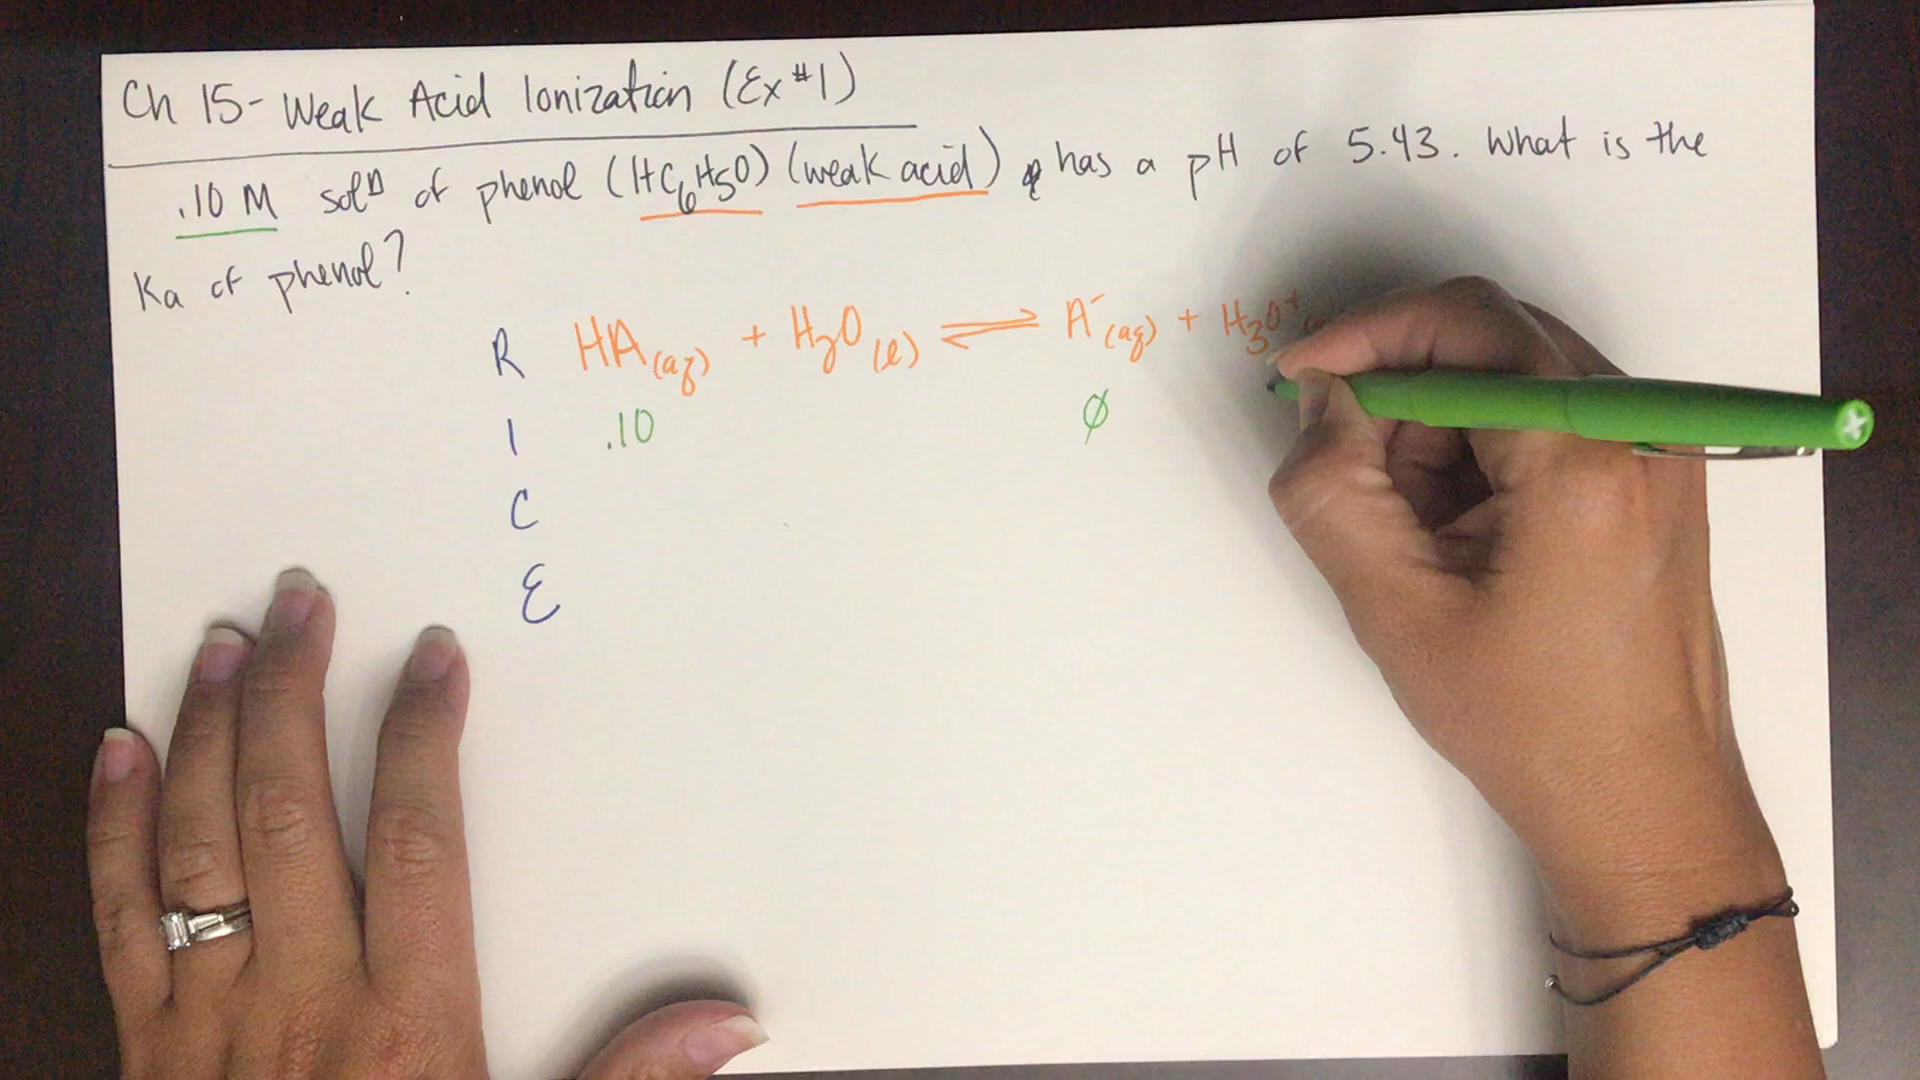 Ch 15- Weak Acid Ionization (Ex #1)
.10 M solⁿ of phenol (HC₆H₅O) (weak acid) has a pH of 5.43. What is the
Ka of phenol?
R HA(aq) + H₂O(l) ⇌ A⁻(aq) + H₃O⁺
I .10 ∅
C
E